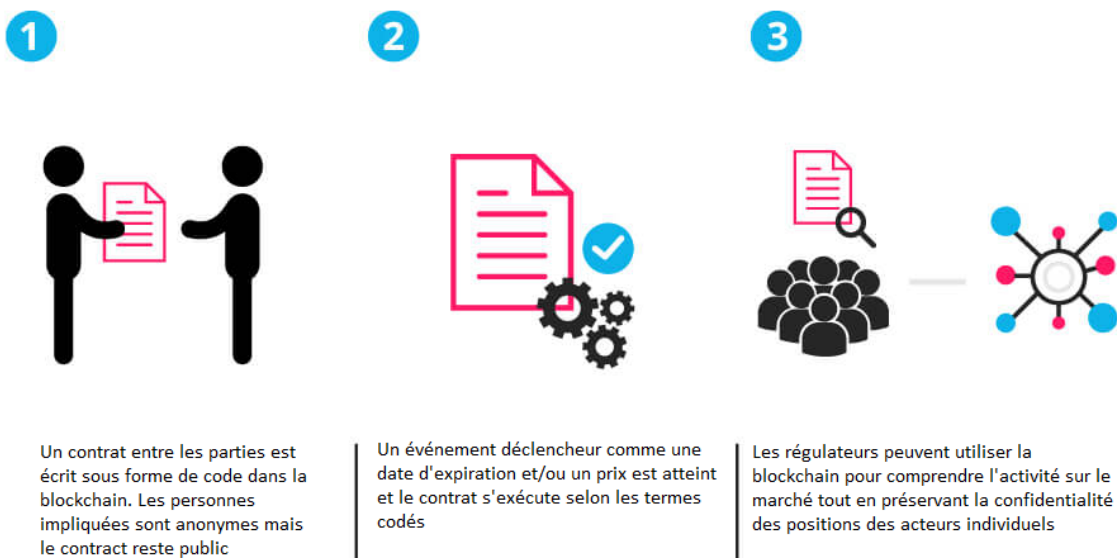 1
2
3
Un contrat entre les parties est
écrit sous forme de code dans la
blockchain. Les personnes
impliquées sont anonymes mais
le contract reste public
Un événement déclencheur comme une
date d'expiration et/ou un prix est atteint
et le contrat s'exécute selon les termes
codés
Les régulateurs peuvent utiliser la
blockchain pour comprendre l'activité sur le
marché tout en préservant la confidentialité
des positions des acteurs individuels